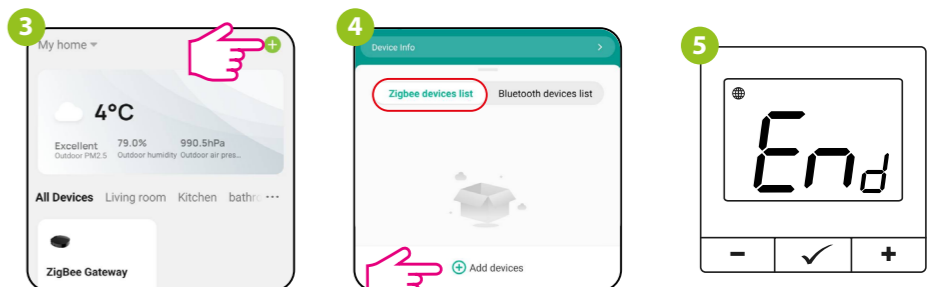 3
My home
4°C
Excellent 79.0% 990.5hPa
Outdoor PM2.5 Outdoor humidity Outdoor air pres...
All Devices Living room Kitchen bathro ...
ZigBee Gateway
4
Device Info >
Zigbee devices list Bluetooth devices list
Add devices
5
End
- +